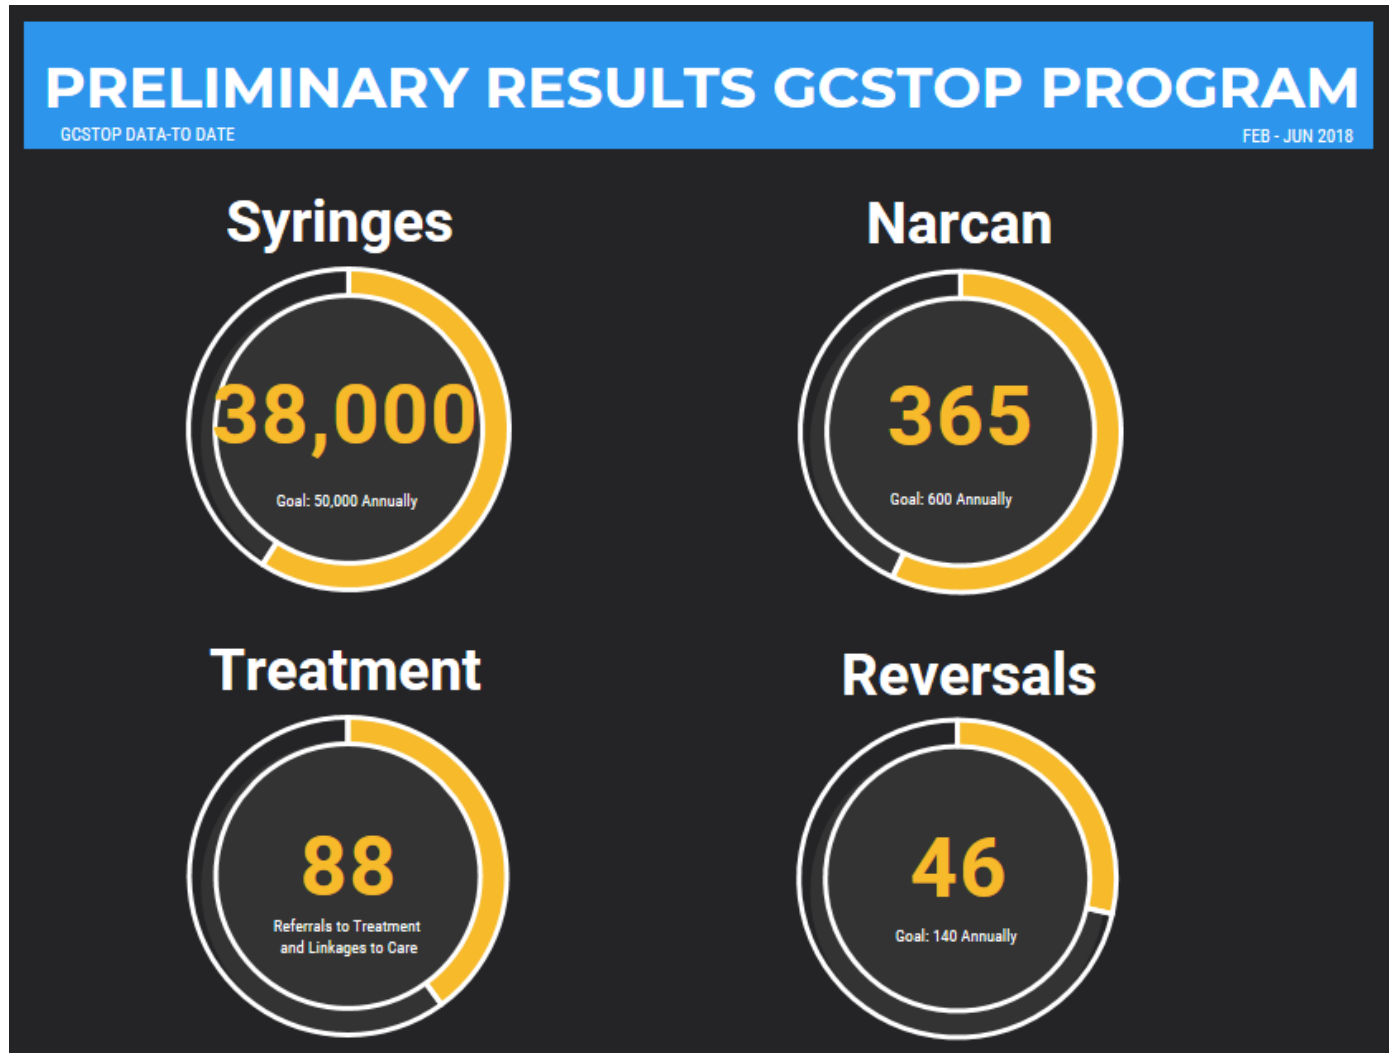 PRELIMINARY RESULTS GCSTOP PROGRAM
GCSTOP DATA-TO DATE
FEB - JUN 2018
Syringes
38,000
Goal: 50,000 Annually
Narcan
365
Goal: 600 Annually
Treatment
88
Referrals to Treatment
and Linkages to Care
Reversals
46
Goal: 140 Annually